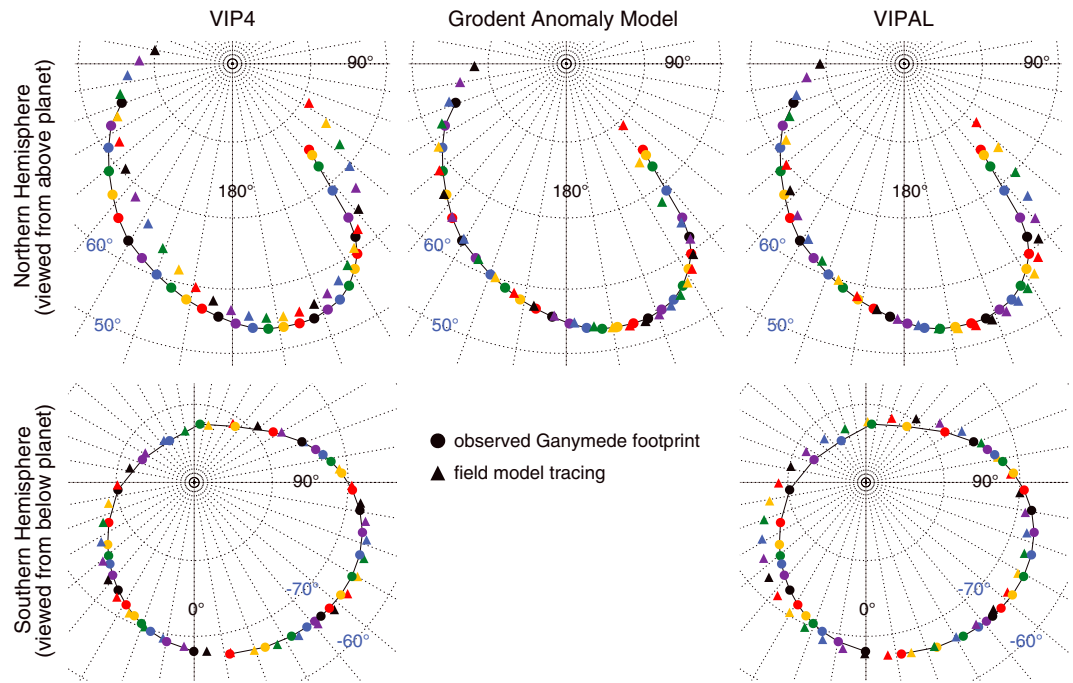 VIP4
Grodent Anomaly Model
VIPAL
Northern Hemisphere
(viewed from above planet)
90°
180°
60°
50°
90°
180°
60°
50°
90°
180°
60°
50°
Southern Hemisphere
(viewed from below planet)
90°
0°
-70°
-60°
observed Ganymede footprint
field model tracing
90°
0°
-70°
-60°